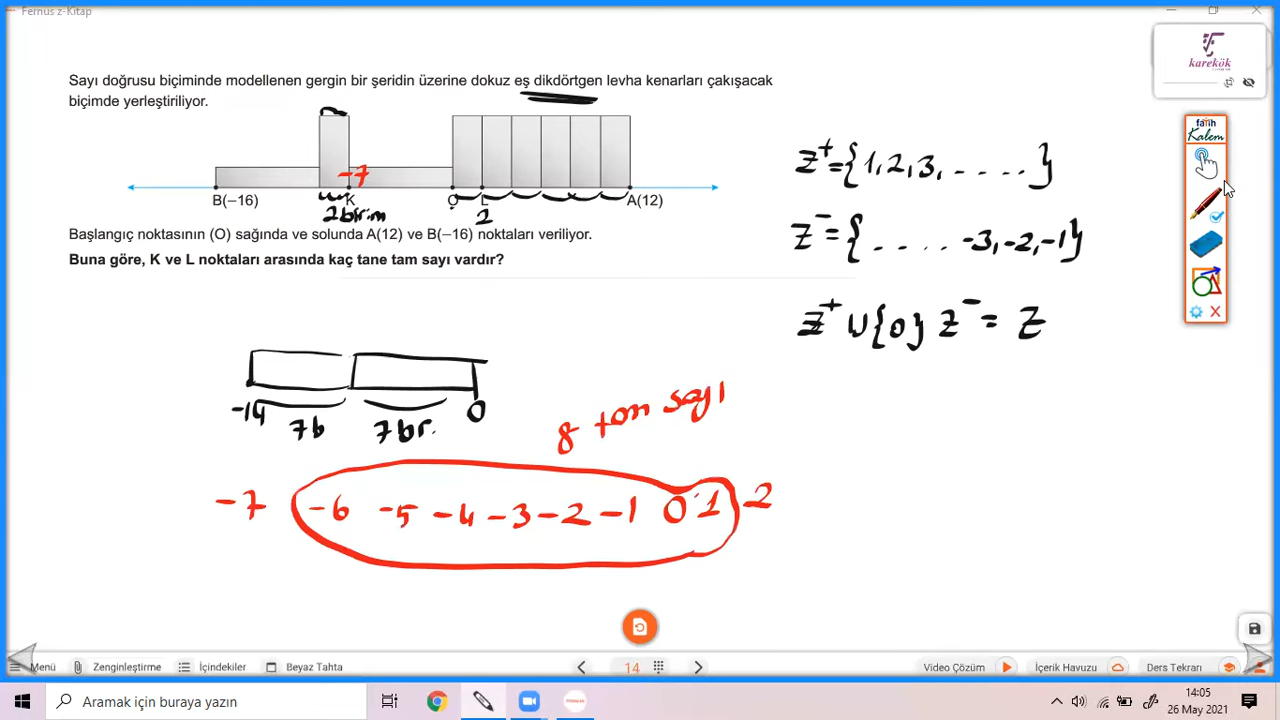 Fernus z-Kitap
karekök
fatih
Kalem
Sayı doğrusu biçiminde modellenen gergin bir şeridin üzerine dokuz eş dikdörtgen levha kenarları çakışacak
biçimde yerleştiriliyor.
-7
B(−16) K O L A(12)
2birim 2
Başlangıç noktasının (O) sağında ve solunda A(12) ve B(−16) noktaları veriliyor.
Buna göre, K ve L noktaları arasında kaç tane tam sayı vardır?
Z+={1,2,3,.....}
Z-={.....-3,-2,-1}
Z+ U{0} Z- = Z
-14 7b 7br. 0
8 tam sayı
-7 -6 -5 -4 -3 -2 -1 0 1 2
Menü Zenginleştirme İçindekiler Beyaz Tahta 14 Video Çözüm İçerik Havuzu Ders Tekrarı
Aramak için buraya yazın
14:05
26 May 2021